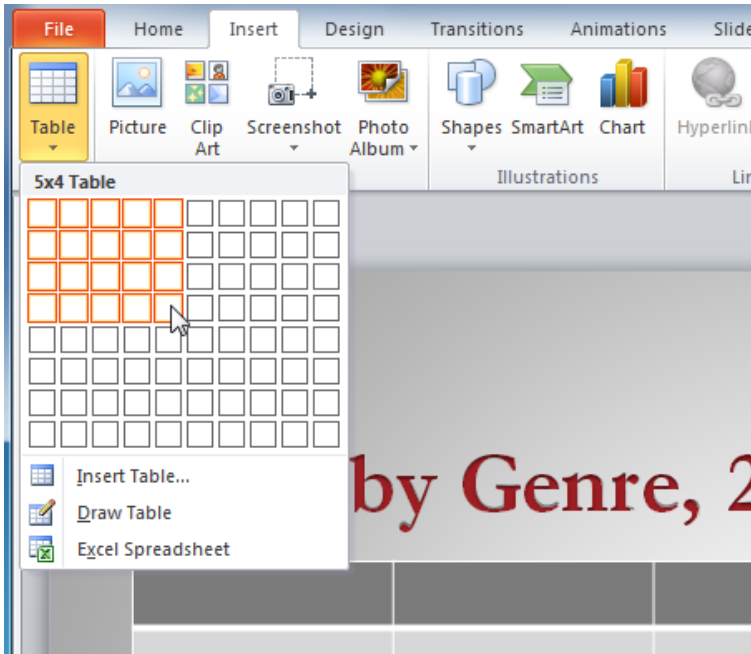 File Home Insert Design Transitions Animations
Table Picture Clip Art Screenshot Photo Album Shapes SmartArt Chart
Illustrations
5x4 Table
Insert Table...
Draw Table
Excel Spreadsheet
by Genre, 2